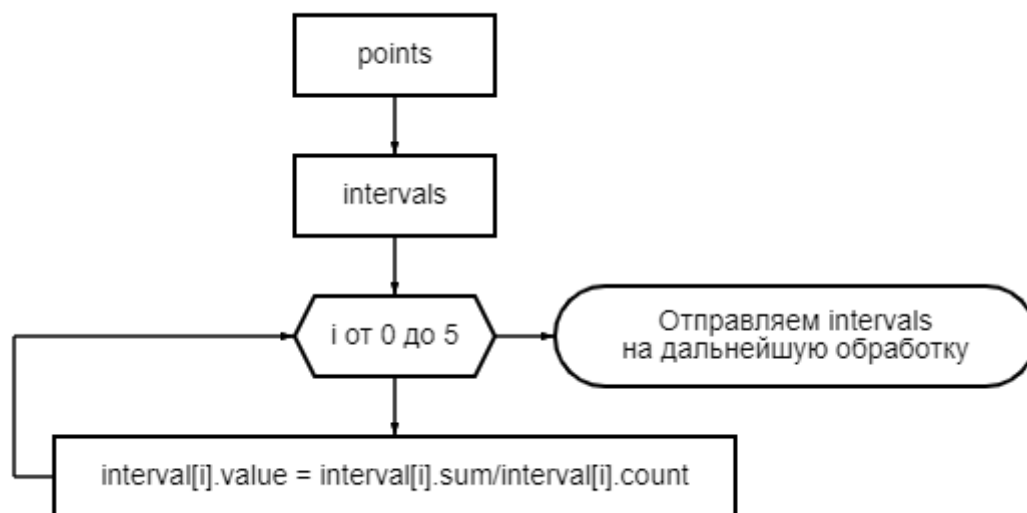 points
intervals
i от 0 до 5
Отправляем intervals
на дальнейшую обработку
interval[i].value = interval[i].sum/interval[i].count